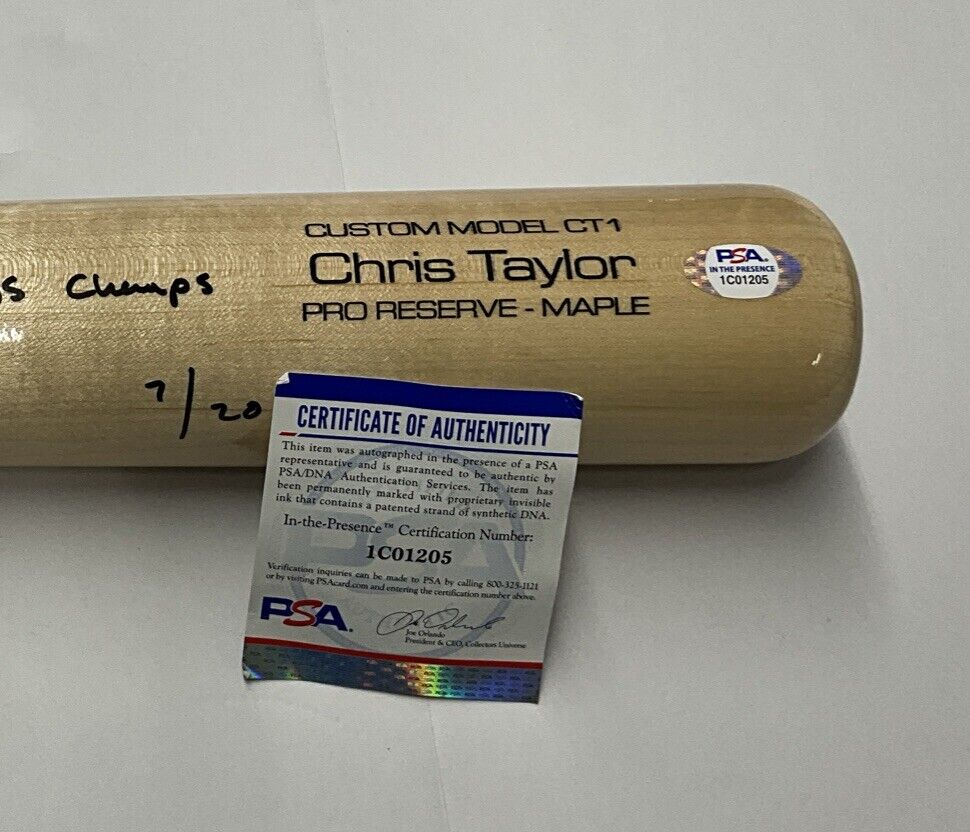 CUSTOM MODEL CT1
Chris Taylor
PRO RESERVE - MAPLE
PSA
IN THE PRESENCE
1C01205
Champs
7/20
CERTIFICATE OF AUTHENTICITY
This item was autographed in the presence of a PSA
representative and is guaranteed to be authentic by
PSA/DNA Authentication Services. The item has
been permanently marked with proprietary invisible
ink that contains a patented strand of synthetic DNA.
In-the-Presence™ Certification Number:
1C01205
Verification inquiries can be made to PSA by calling 800-325-1121
or by visiting PSAcard.com and entering the certification number above.
PSA
Joe Orlando
President & CEO, Collectors Universe